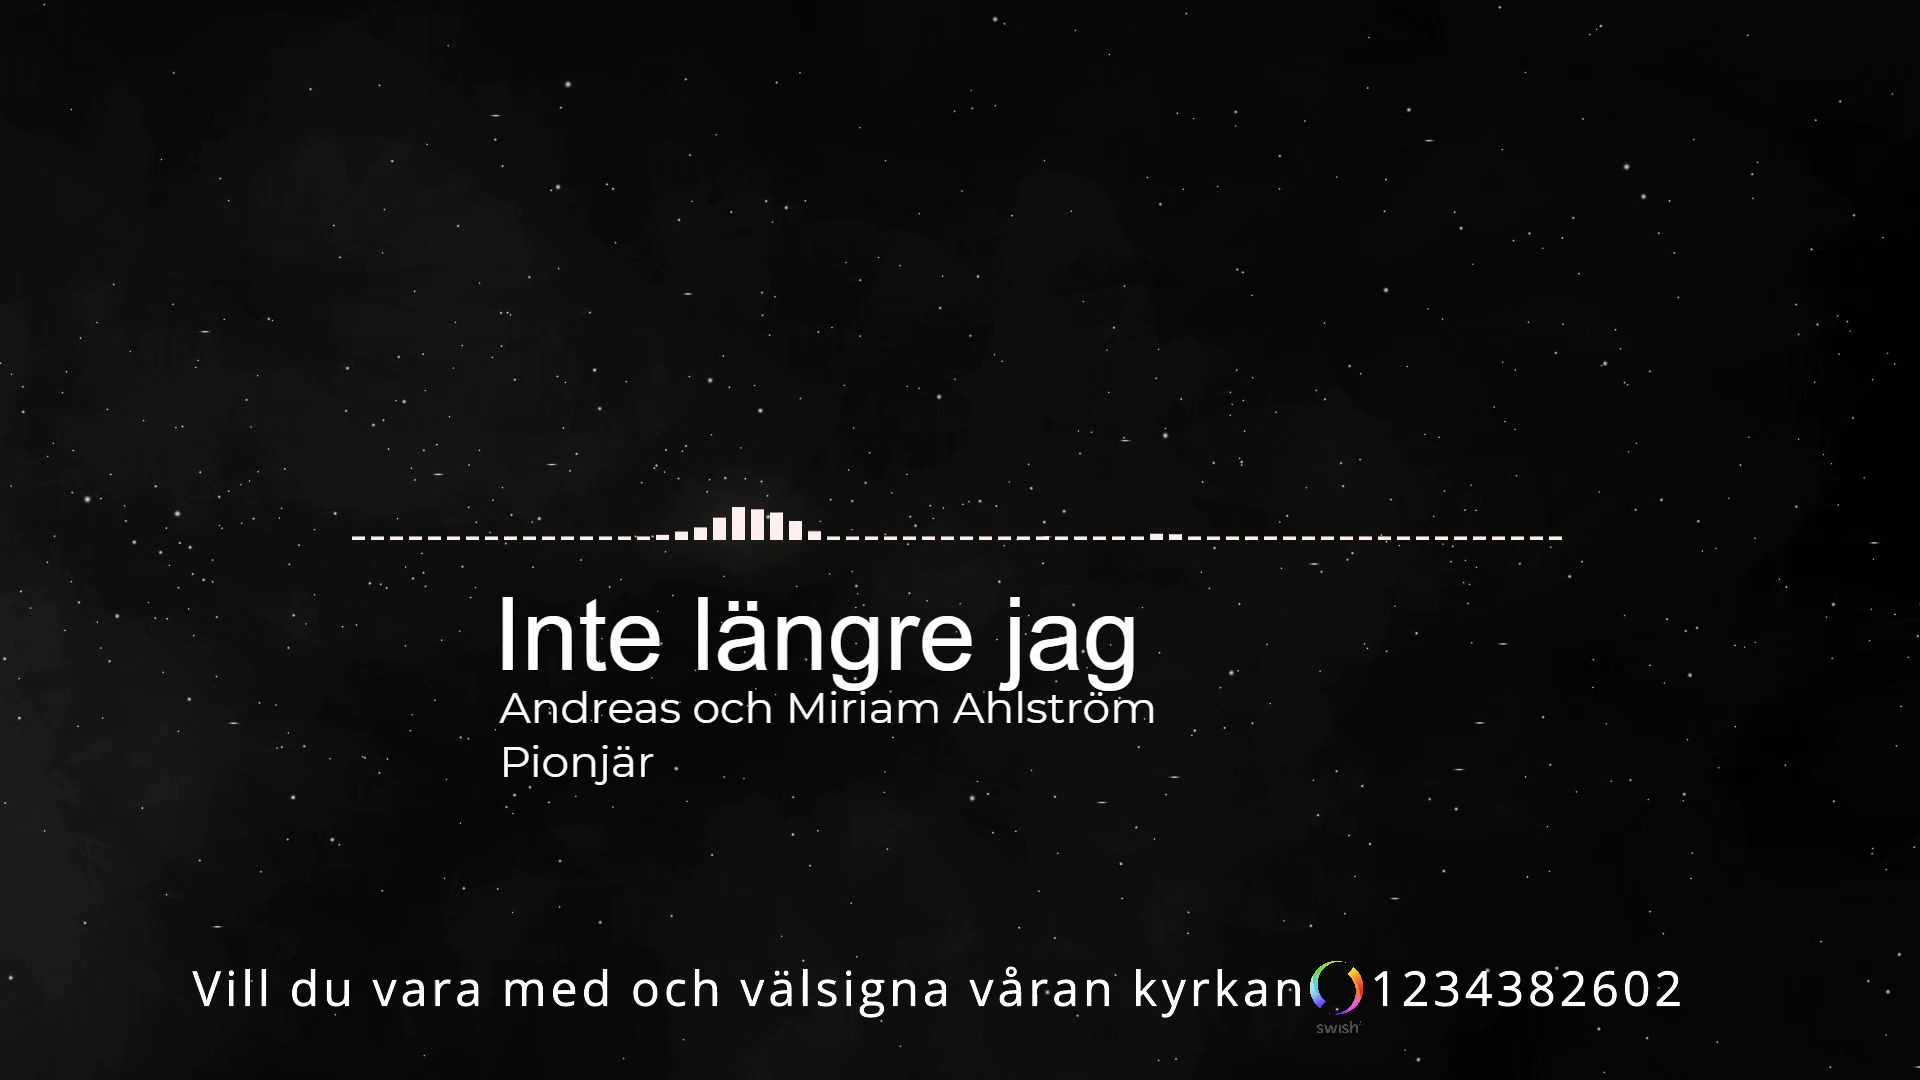 Inte längre jag
Andreas och Miriam Ahlström
Pionjär
Vill du vara med och välsigna våran kyrkan 1234382602
swish